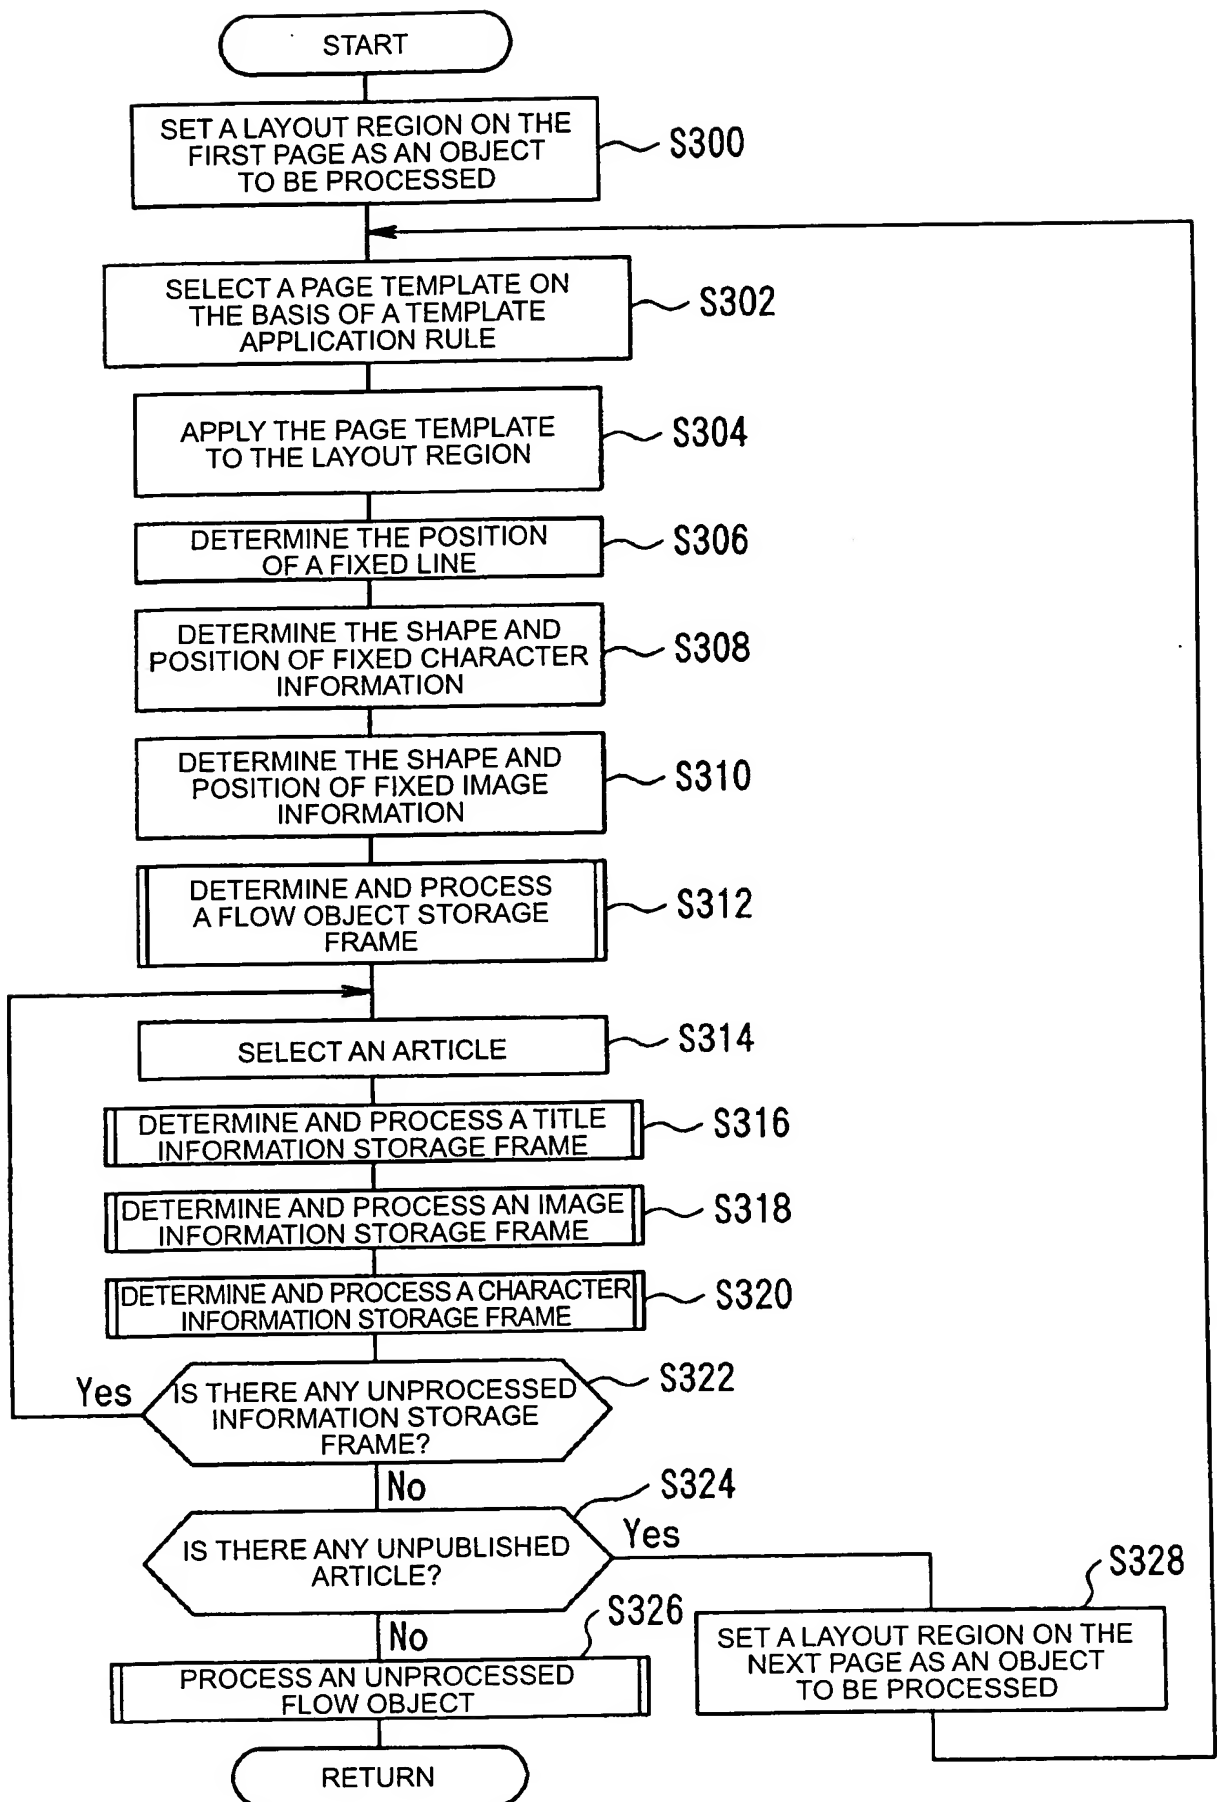 START
SET A LAYOUT REGION ON THE
FIRST PAGE AS AN OBJECT
TO BE PROCESSED
S300
SELECT A PAGE TEMPLATE ON
THE BASIS OF A TEMPLATE
APPLICATION RULE
S302
APPLY THE PAGE TEMPLATE
TO THE LAYOUT REGION
S304
DETERMINE THE POSITION
OF A FIXED LINE
S306
DETERMINE THE SHAPE AND
POSITION OF FIXED CHARACTER
INFORMATION
S308
DETERMINE THE SHAPE AND
POSITION OF FIXED IMAGE
INFORMATION
S310
DETERMINE AND PROCESS
A FLOW OBJECT STORAGE
FRAME
S312
SELECT AN ARTICLE
S314
DETERMINE AND PROCESS A TITLE
INFORMATION STORAGE FRAME
S316
DETERMINE AND PROCESS AN IMAGE
INFORMATION STORAGE FRAME
S318
DETERMINE AND PROCESS A CHARACTER
INFORMATION STORAGE FRAME
S320
IS THERE ANY UNPROCESSED
INFORMATION STORAGE
FRAME?
S322
Yes
No
IS THERE ANY UNPUBLISHED
ARTICLE?
S324
Yes
No
PROCESS AN UNPROCESSED
FLOW OBJECT
S326
SET A LAYOUT REGION ON THE
NEXT PAGE AS AN OBJECT
TO BE PROCESSED
S328
RETURN